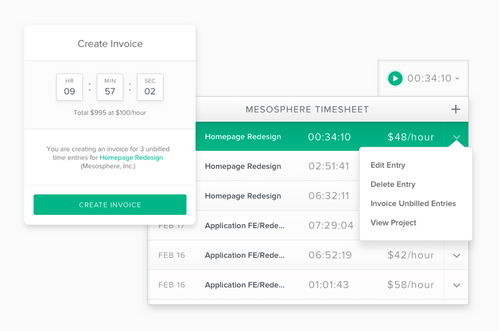 Create Invoice
HR MIN SEC
09 : 57 : 02
Total $995 at $100/hour
You are creating an invoice for 3 unbilled
time entries for Homepage Redesign
(Mesosphere, Inc.)
CREATE INVOICE
00:34:10
MESOSPHERE TIMESHEET +
Homepage Redesign 00:34:10 $48/hour
Homepage Redesign 02:51:41
Homepage Redesign 06:32:11
FEB 17 Application FE/Rede... 07:29:04
FEB 16 Application FE/Rede... 06:52:19 $42/hour
FEB 16 Application FE/Rede... 01:01:43 $58/hour
Edit Entry
Delete Entry
Invoice Unbilled Entries
View Project